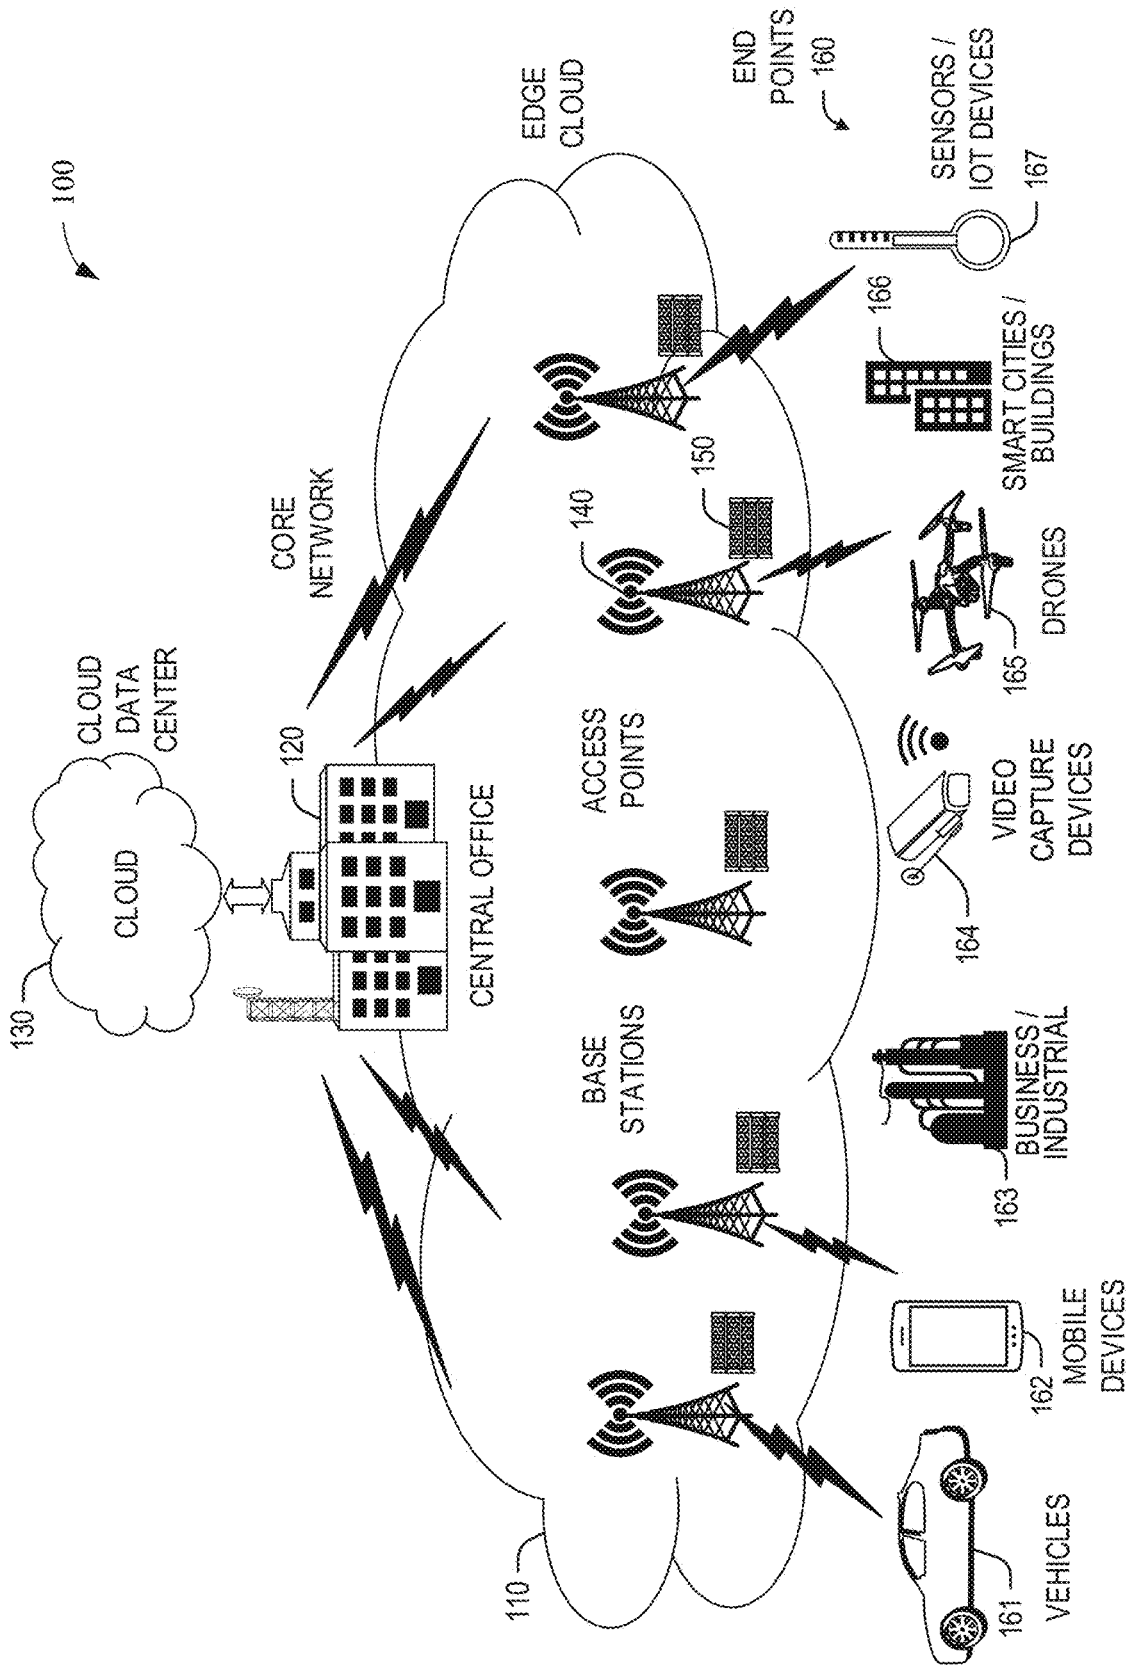 100
CLOUD
DATA
CENTER
130
CLOUD
120
CORE
NETWORK
CENTRAL OFFICE
EDGE
CLOUD
110
BASE
STATIONS
ACCESS
POINTS
140
150
END
POINTS
160
161
VEHICLES
162
MOBILE
DEVICES
163
BUSINESS /
INDUSTRIAL
164
VIDEO
CAPTURE
DEVICES
165
DRONES
166
SMART CITIES /
BUILDINGS
SENSORS /
IOT DEVICES
167